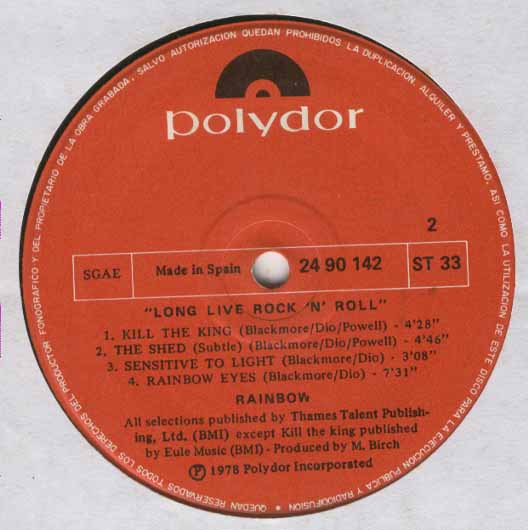 QUEDAN RESERVADOS TODOS LOS DERECHOS DEL PRODUCTOR FONOGRAFICO Y DEL PROPIETARIO DE LA OBRA GRABADA. SALVO AUTORIZACION QUEDAN PROHIBIDOS LA DUPLICACION, ALQUILER Y PRESTAMO, ASI COMO LA UTILIZACION DE ESTE DISCO PARA LA EJECUCION PUBLICA Y RADIODIFUSION
polydor
2
SGAE Made in Spain 24 90 142 ST 33
"LONG LIVE ROCK 'N' ROLL"
1. KILL THE KING (Blackmore/Dio/Powell) - 4'28"
2. THE SHED (Subtle) (Blackmore/Dio/Powell) - 4'46"
3. SENSITIVE TO LIGHT (Blackmore/Dio) - 3'08"
4. RAINBOW EYES (Blackmore/Dio) - 7'31"
RAINBOW
All selections published by Thames Talent Publish-
ing, Ltd. (BMI) except Kill the king published
by Eule Music (BMI) - Produced by M. Birch
Ⓟ 1978 Polydor Incorporated